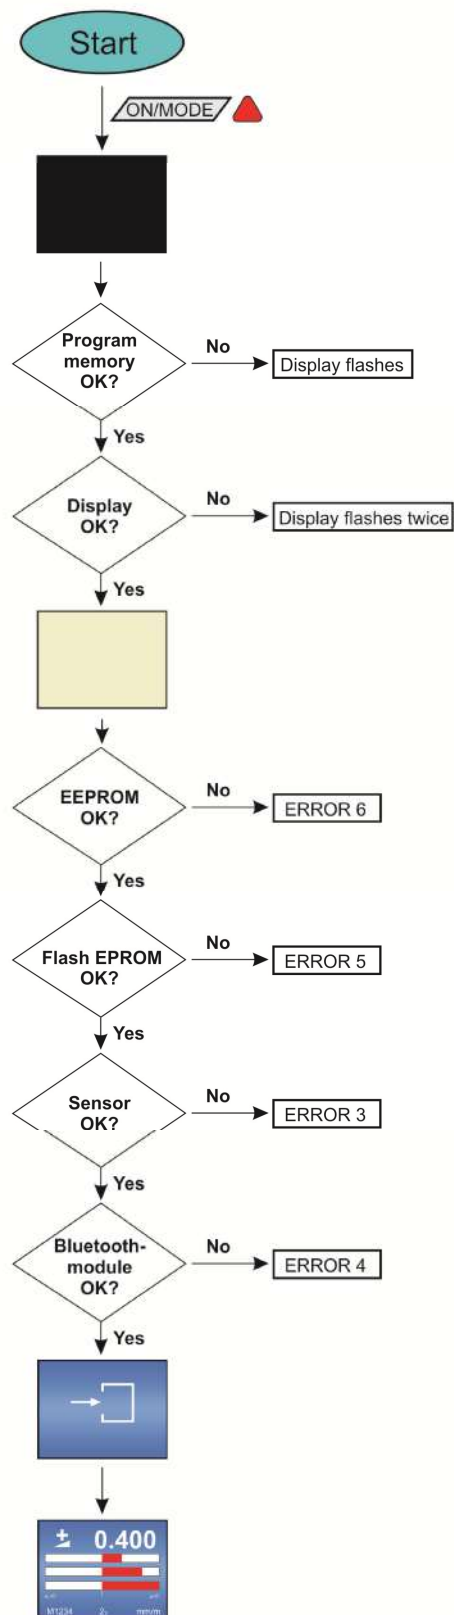 Start
ON/MODE
Program
memory
OK?
No
Display flashes
Yes
Display
OK?
No
Display flashes twice
Yes
EEPROM
OK?
No
ERROR 6
Yes
Flash EPROM
OK?
No
ERROR 5
Yes
Sensor
OK?
No
ERROR 3
Yes
Bluetooth-
module
OK?
No
ERROR 4
Yes
± 0.400
M1234 mm/m